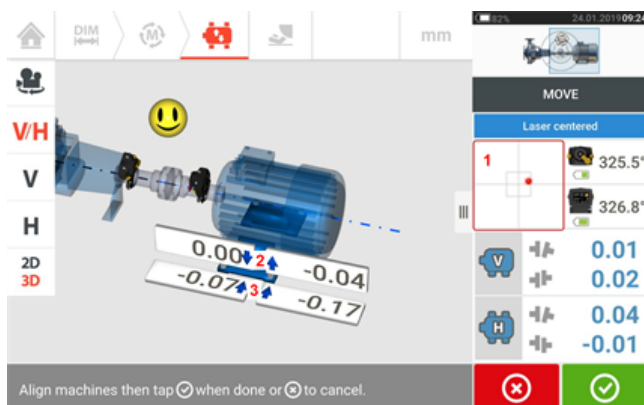 DIM
M
mm
82%
24.01.2019 09:24
MOVE
Laser centered
1
325.5°
326.8°
V/H
V
H
2D
3D
0.00
2
-0.04
-0.07
3
-0.17
V
0.01
0.02
H
0.04
-0.01
Align machines then tap ✓ when done or ⊗ to cancel.